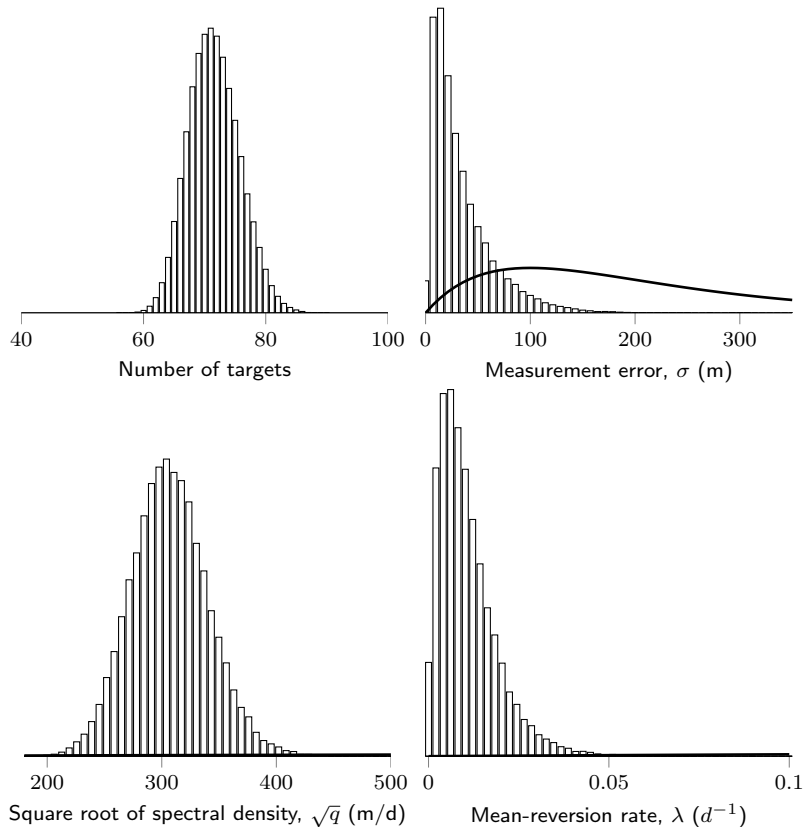 40 60 80 100
Number of targets
0 100 200 300
Measurement error, σ (m)
200 300 400 500
Square root of spectral density, √q (m/d)
0 0.05 0.1
Mean-reversion rate, λ (d⁻¹)